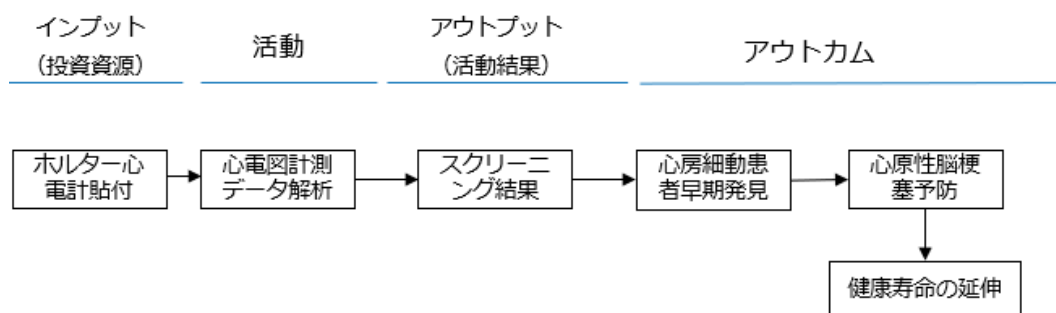 インプット
（投資資源）
活動
アウトプット
（活動結果）
アウトカム
ホルター心
電計貼付
心電図計測
データ解析
スクリーニ
ング結果
心房細動患
者早期発見
心原性脳梗
塞予防
健康寿命の延伸